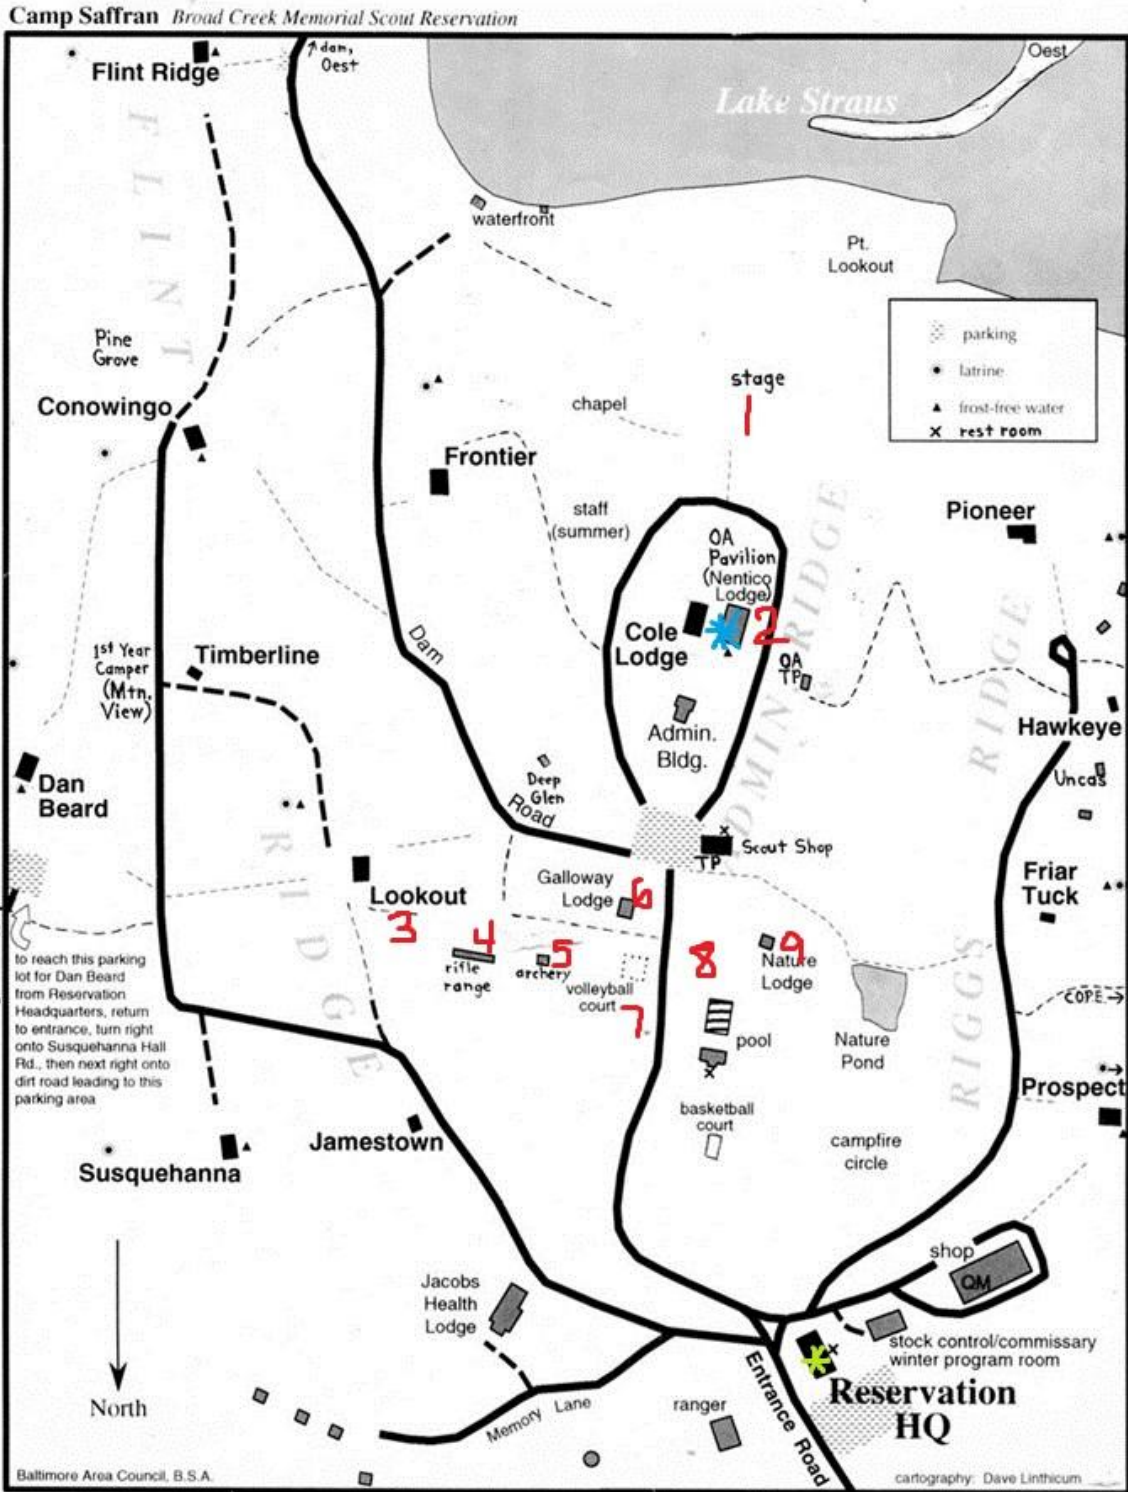 Camp Saffran Broad Creek Memorial Scout Reservation
dam,
Oest
Flint Ridge
Oest
Lake Straus
FLINT
waterfront
Pt.
Lookout
parking
latrine
frost-free water
rest room
Pine
Grove
stage
1
chapel
Conowingo
Frontier
staff
(summer)
Pioneer
OA
Pavilion
(Nentico
Lodge)
2
Cole
Lodge
OA
TP
ADMIN RIDGE
Dam
Road
1st Year
Camper
(Mtn.
View)
Timberline
Admin.
Bldg.
RIGGS RIDGE
Hawkeye
Uncas
Dan
Beard
Deep
Glen
Scout Shop
TP
RIDGE
Lookout
3
Galloway
Lodge
6
Friar
Tuck
4
rifle
range
5
archery
volleyball
court
7
8
9
Nature
Lodge
to reach this parking
lot for Dan Beard
from Reservation
Headquarters, return
to entrance, turn right
onto Susquehanna Hall
Rd., then next right onto
dirt road leading to this
parking area
COPE
pool
Nature
Pond
Prospect
basketball
court
campfire
circle
Jamestown
Susquehanna
North
Jacobs
Health
Lodge
shop
QM
stock control/commissary
winter program room
Reservation
HQ
Entrance Road
Memory Lane
ranger
Baltimore Area Council, B.S.A.
cartography: Dave Linthicum